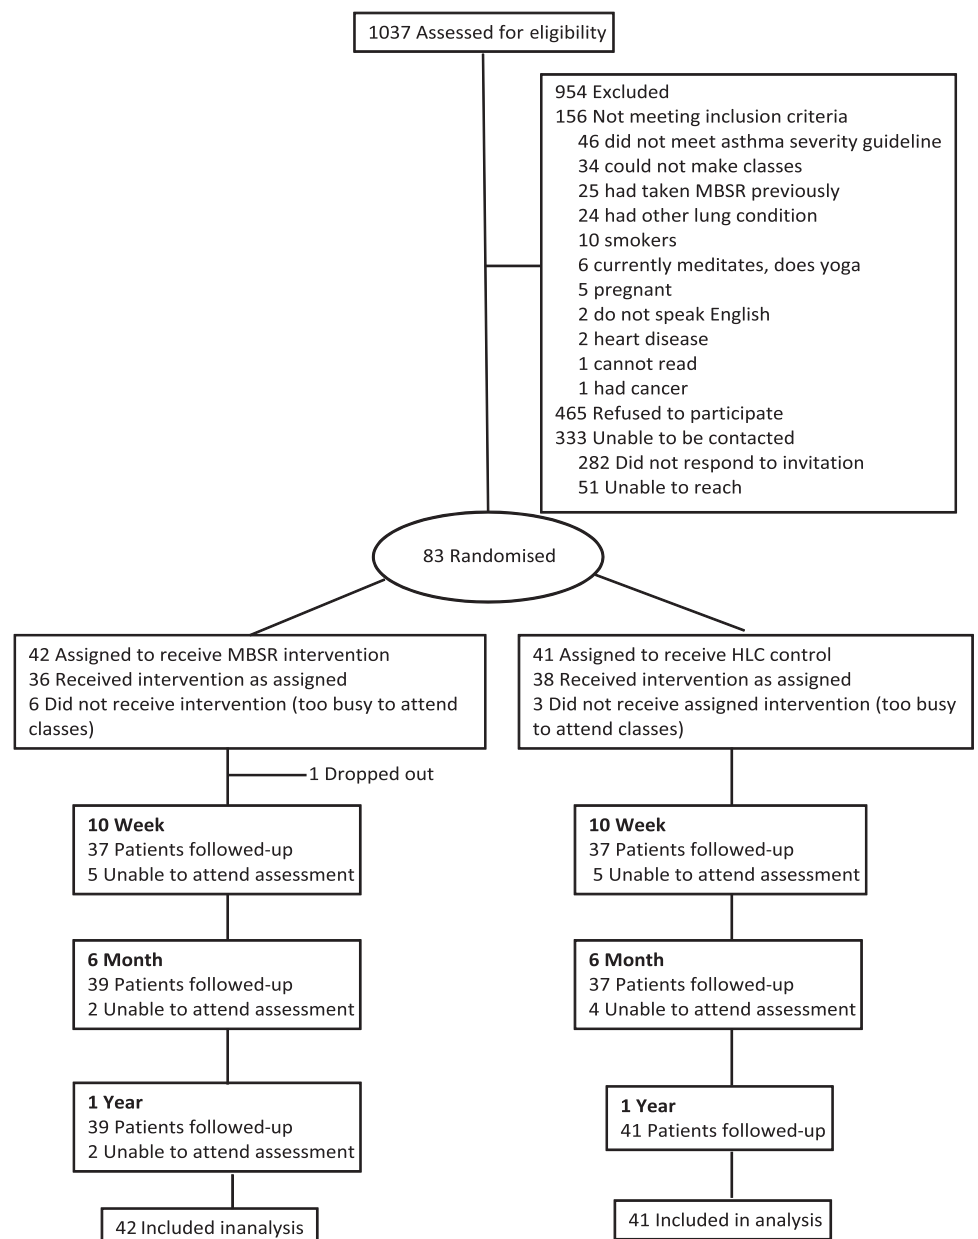 1037 Assessed for eligibility
954 Excluded
156 Not meeting inclusion criteria
46 did not meet asthma severity guideline
34 could not make classes
25 had taken MBSR previously
24 had other lung condition
10 smokers
6 currently meditates, does yoga
5 pregnant
2 do not speak English
2 heart disease
1 cannot read
1 had cancer
465 Refused to participate
333 Unable to be contacted
282 Did not respond to invitation
51 Unable to reach
83 Randomised
42 Assigned to receive MBSR intervention
36 Received intervention as assigned
6 Did not receive intervention (too busy to attend
classes)
41 Assigned to receive HLC control
38 Received intervention as assigned
3 Did not receive assigned intervention (too busy
to attend classes)
1 Dropped out
10 Week
37 Patients followed-up
5 Unable to attend assessment
10 Week
37 Patients followed-up
5 Unable to attend assessment
6 Month
39 Patients followed-up
2 Unable to attend assessment
6 Month
37 Patients followed-up
4 Unable to attend assessment
1 Year
39 Patients followed-up
2 Unable to attend assessment
1 Year
41 Patients followed-up
42 Included inanalysis
41 Included in analysis